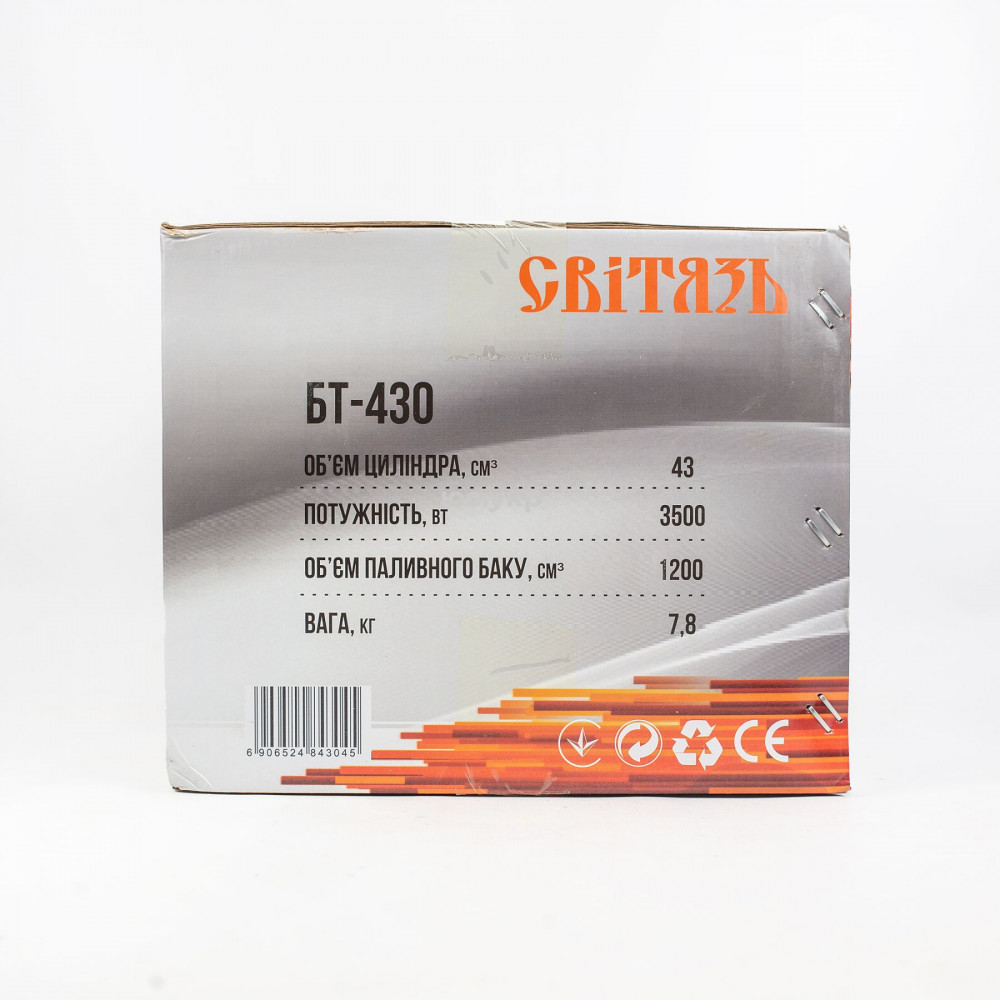 СВІТЯЗЬ
БТ-430
ОБ'ЄМ ЦИЛІНДРА, СМ³ 43
ПОТУЖНІСТЬ, ВТ 3500
ОБ'ЄМ ПАЛИВНОГО БАКУ, СМ³ 1200
ВАГА, КГ 7,8
6 906524 843045
CE